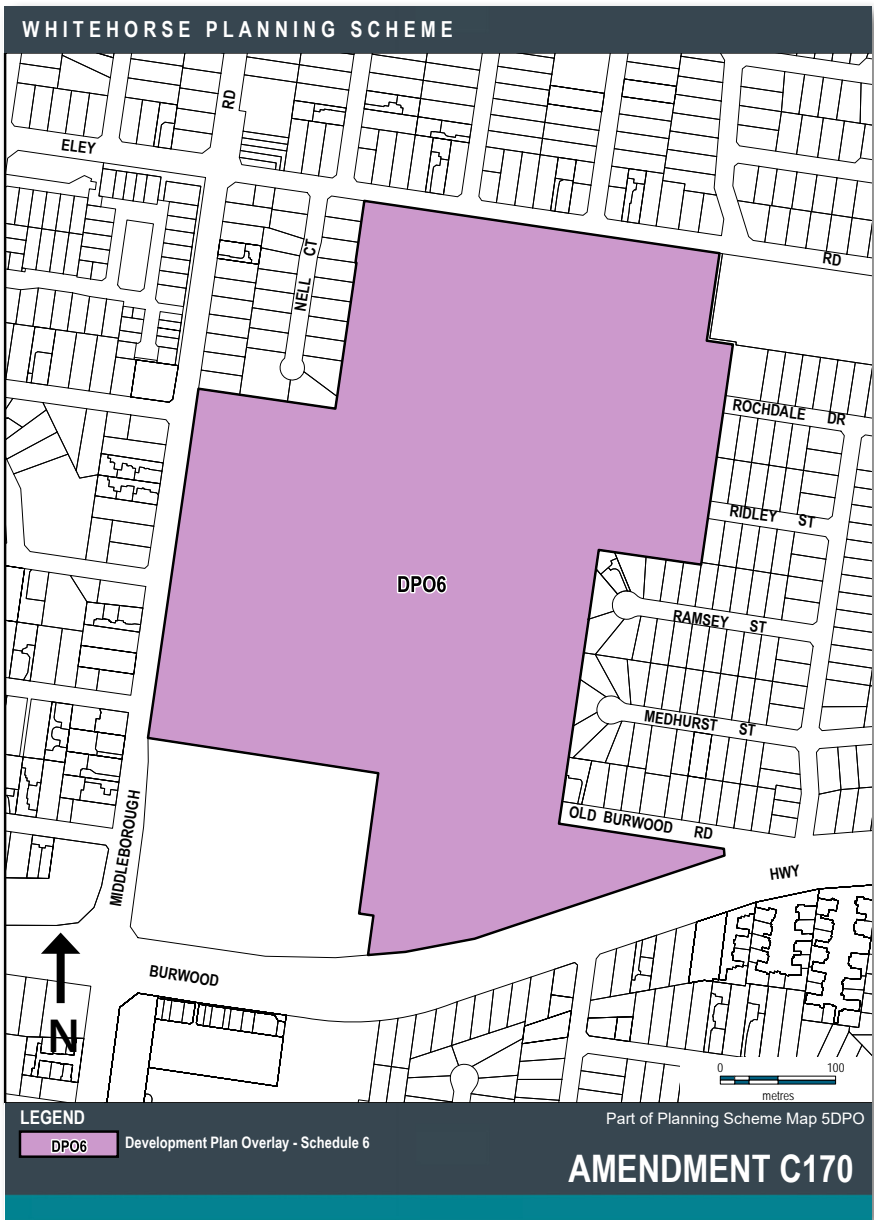 WHITEHORSE PLANNING SCHEME
RD
ELEY
NELL CT
RD
ROCHDALE DR
RIDLEY ST
DPO6
RAMSEY ST
MEDHURST ST
OLD BURWOOD RD
MIDDLEBOROUGH
HWY
BURWOOD
N
0 100
metres
LEGEND
Part of Planning Scheme Map 5DPO
DPO6 Development Plan Overlay - Schedule 6
AMENDMENT C170